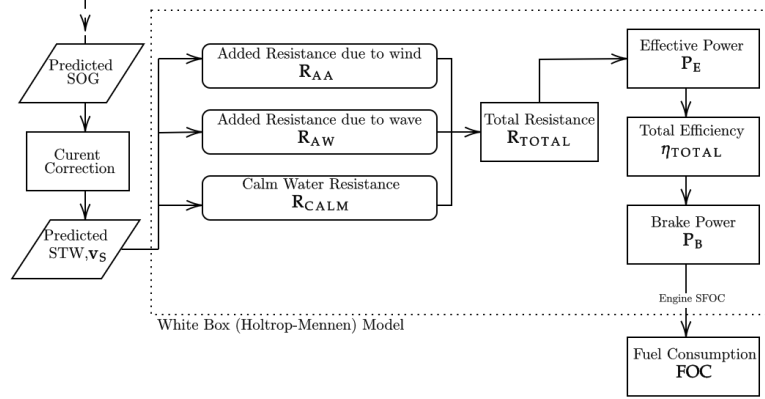 Predicted
SOG
Curent
Correction
Predicted
STW,vS
Added Resistance due to wind
RAA
Added Resistance due to wave
RAW
Calm Water Resistance
RCALM
Total Resistance
RTOTAL
Effective Power
PE
Total Efficiency
ηTOTAL
Brake Power
PB
Engine SFOC
White Box (Holtrop-Mennen) Model
Fuel Consumption
FOC